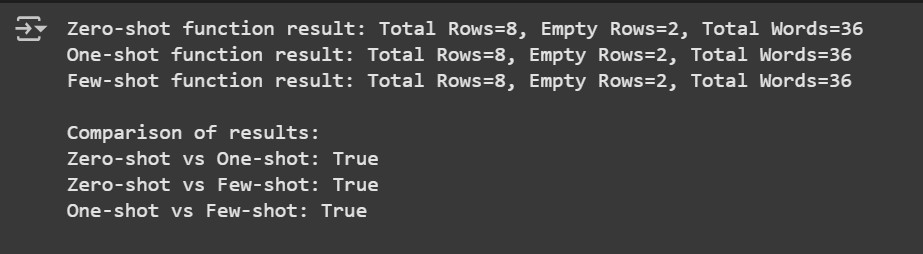 Zero-shot function result: Total Rows=8, Empty Rows=2, Total Words=36
One-shot function result: Total Rows=8, Empty Rows=2, Total Words=36
Few-shot function result: Total Rows=8, Empty Rows=2, Total Words=36

Comparison of results:
Zero-shot vs One-shot: True
Zero-shot vs Few-shot: True
One-shot vs Few-shot: True